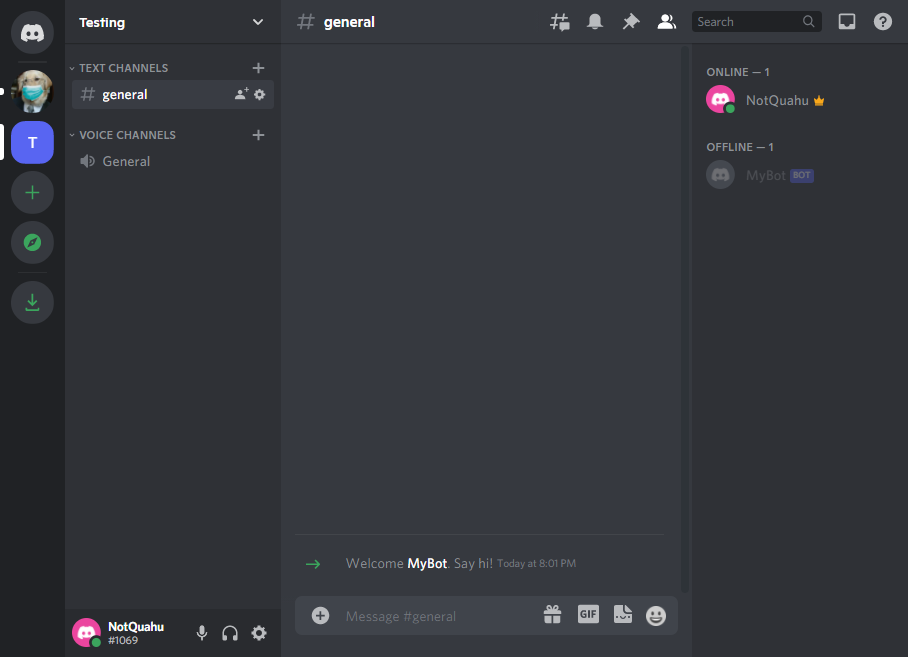 Testing
general
Search
TEXT CHANNELS
general
VOICE CHANNELS
General
T
ONLINE — 1
NotQuahu
OFFLINE — 1
MyBot BOT
Welcome MyBot. Say hi! Today at 8:01 PM
Message #general
GIF
NotQuahu
#1069